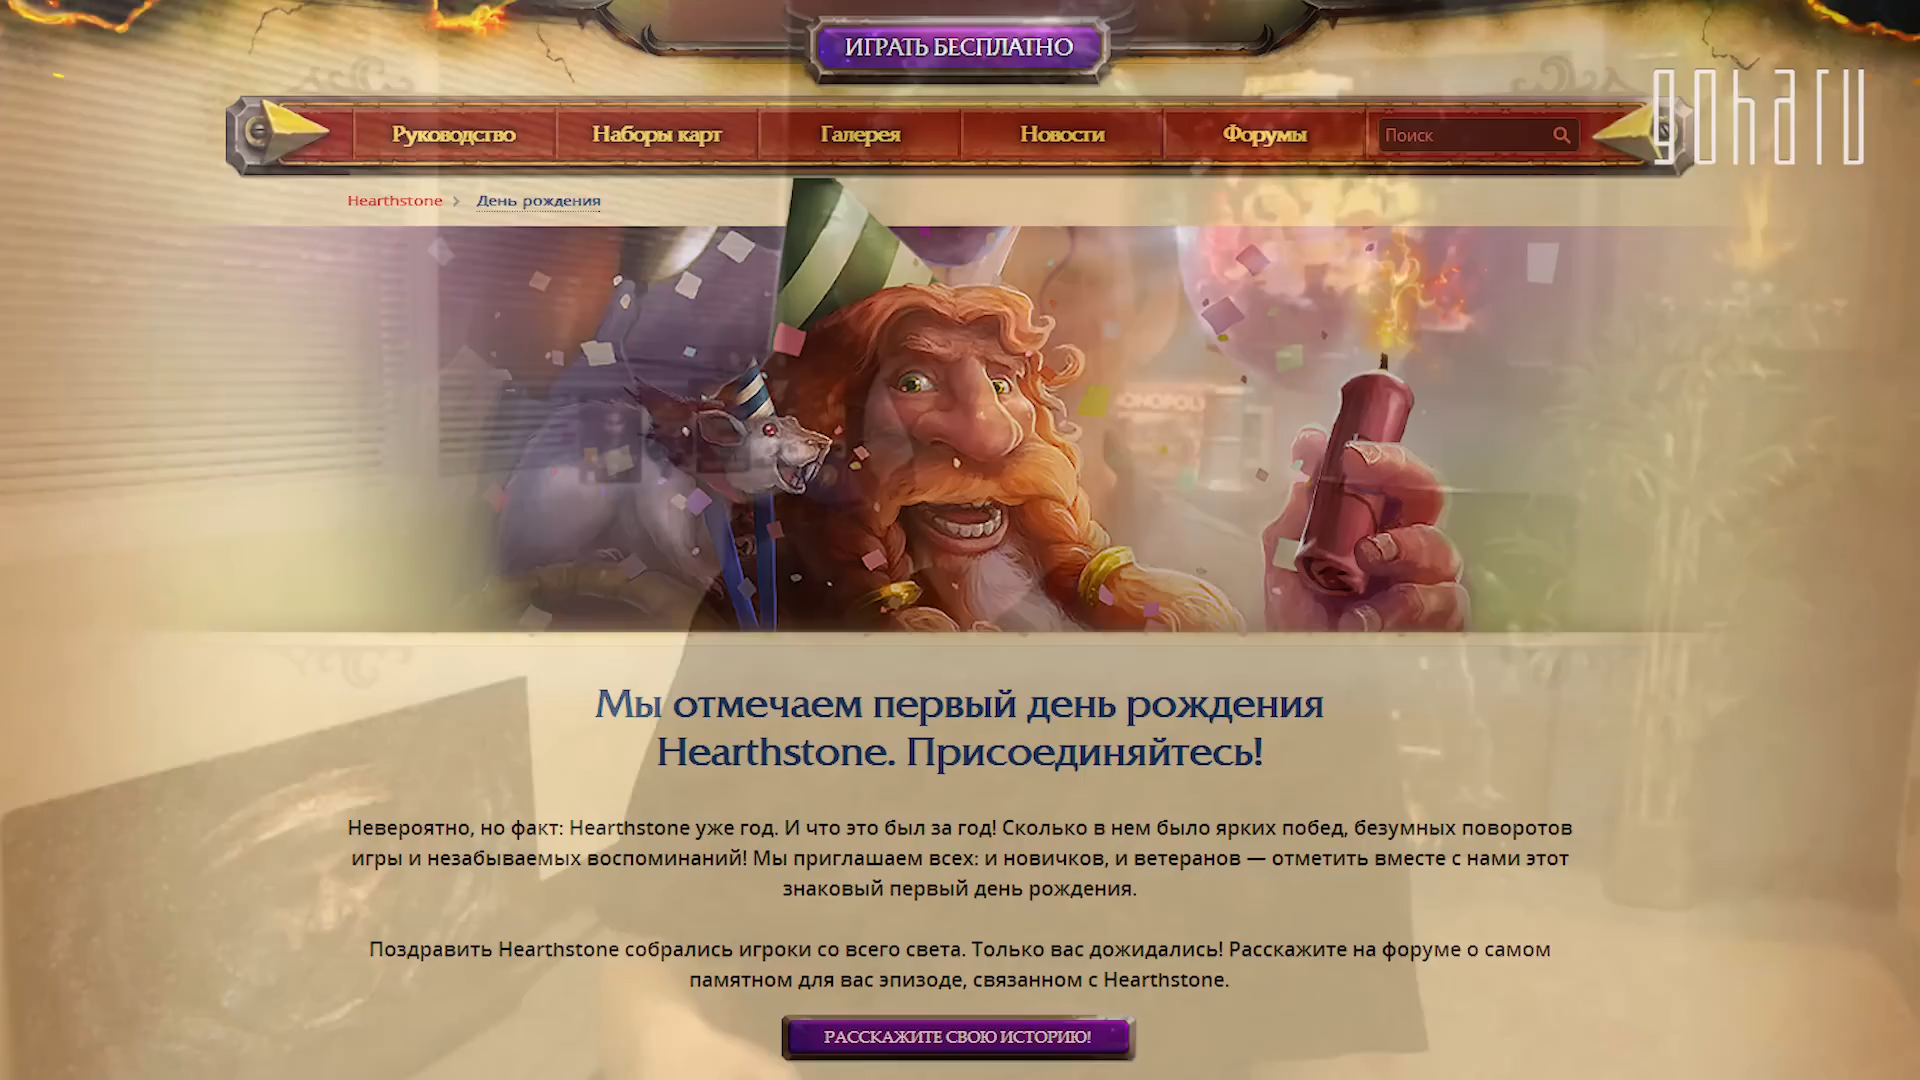 ИГРАТЬ БЕСПЛАТНО
goharu
Руководство
Наборы карт
Галерея
Новости
Форумы
Поиск
Hearthstone
День рождения
MONOPOLY
Мы отмечаем первый день рождения
Hearthstone. Присоединяйтесь!
Невероятно, но факт: Hearthstone уже год. И что это был за год! Сколько в нем было ярких побед, безумных поворотов
игры и незабываемых воспоминаний! Мы приглашаем всех: и новичков, и ветеранов — отметить вместе с нами этот
знаковый первый день рождения.
Поздравить Hearthstone собрались игроки со всего света. Только вас дожидались! Расскажите на форуме о самом
памятном для вас эпизоде, связанном с Hearthstone.
РАССКАЖИТЕ СВОЮ ИСТОРИЮ!